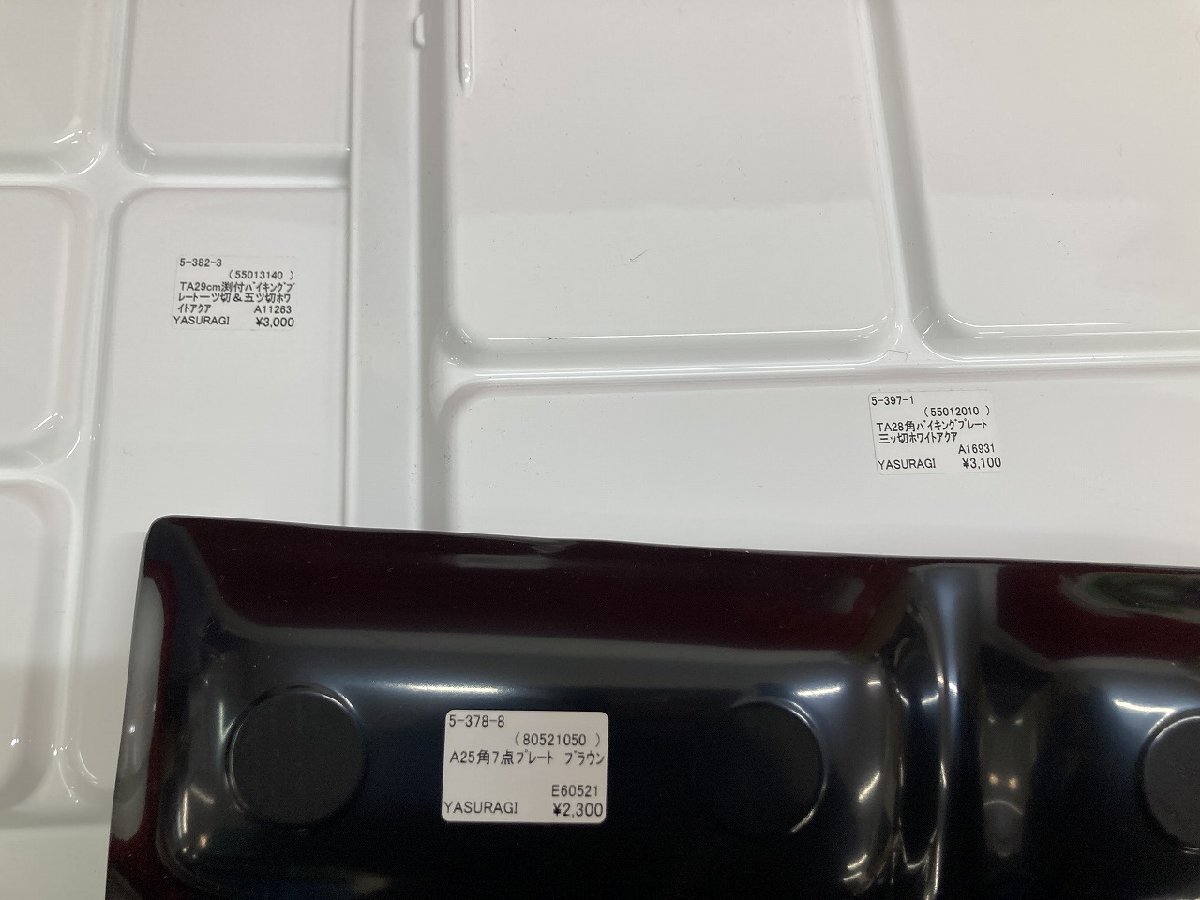 5-382-3
(55013140 )
TA29cm渕付バイキングプ
レート一ツ切&五ツ切ホワ
イトアクア A11263
YASURAGI ¥3,000
5-397-1
(55012010 )
TA28角バイキングプレート
三ッ切ホワイトアクア
A16931
YASURAGI ¥3,100
5-378-8
(80521050 )
A25角7点プレート ブラウン
E60521
YASURAGI ¥2,300